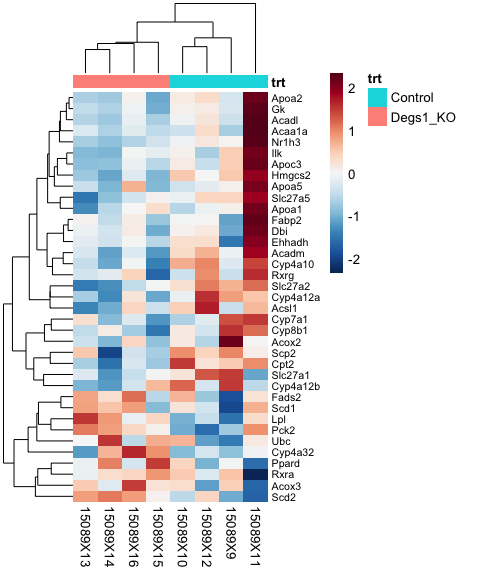 trt
Apoa2
Gk
Acadl
Acaa1a
Nr1h3
Ilk
Apoc3
Hmgcs2
Apoa5
Slc27a5
Apoa1
Fabp2
Dbi
Ehhadh
Acadm
Cyp4a10
Rxrg
Slc27a2
Cyp4a12a
Acsl1
Cyp7a1
Cyp8b1
Acox2
Scp2
Cpt2
Slc27a1
Cyp4a12b
Fads2
Scd1
Lpl
Pck2
Ubc
Cyp4a32
Ppard
Rxra
Acox3
Scd2
15089X13
15089X14
15089X16
15089X15
15089X10
15089X12
15089X9
15089X11
2
1
0
-1
-2
trt
Control
Degs1_KO